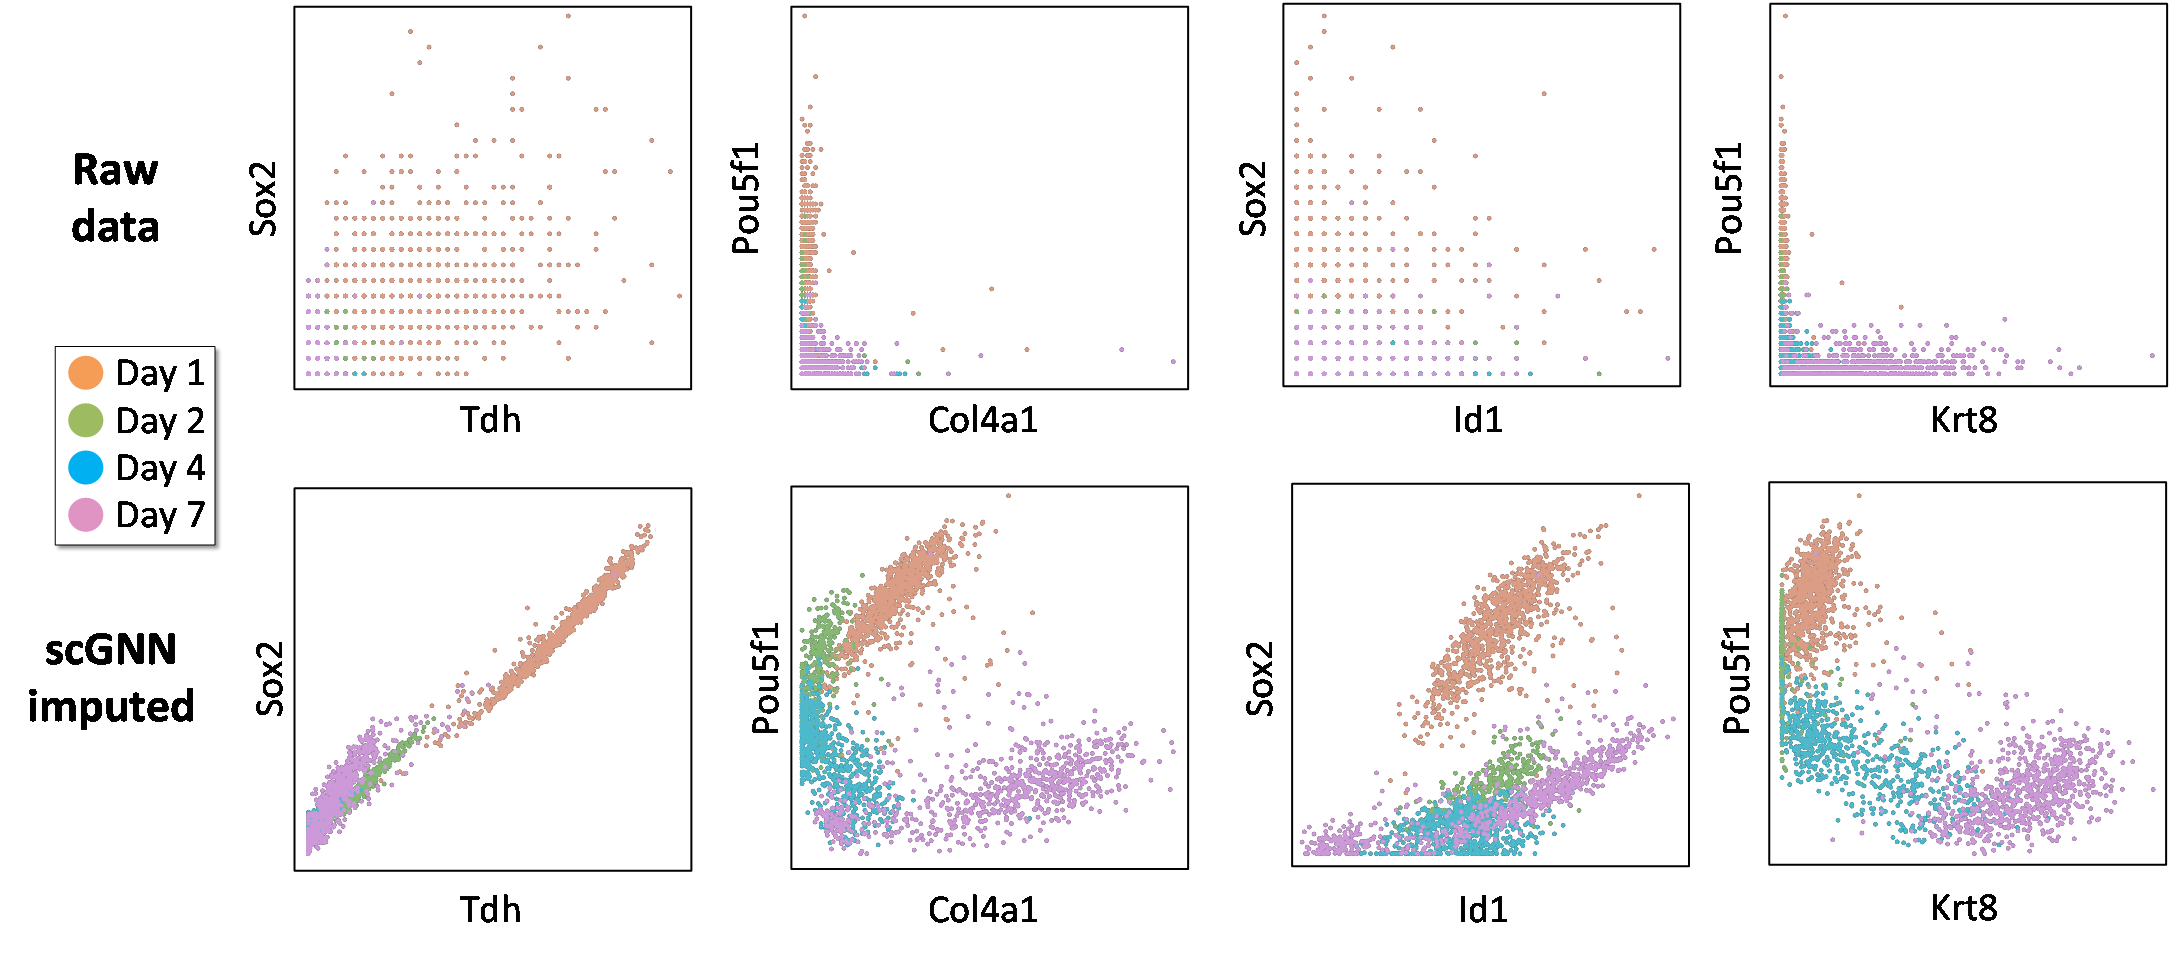 Raw
data
Sox2
Tdh
Pou5f1
Col4a1
Sox2
Id1
Pou5f1
Krt8
Day 1
Day 2
Day 4
Day 7
scGNN
imputed
Sox2
Tdh
Pou5f1
Col4a1
Sox2
Id1
Pou5f1
Krt8